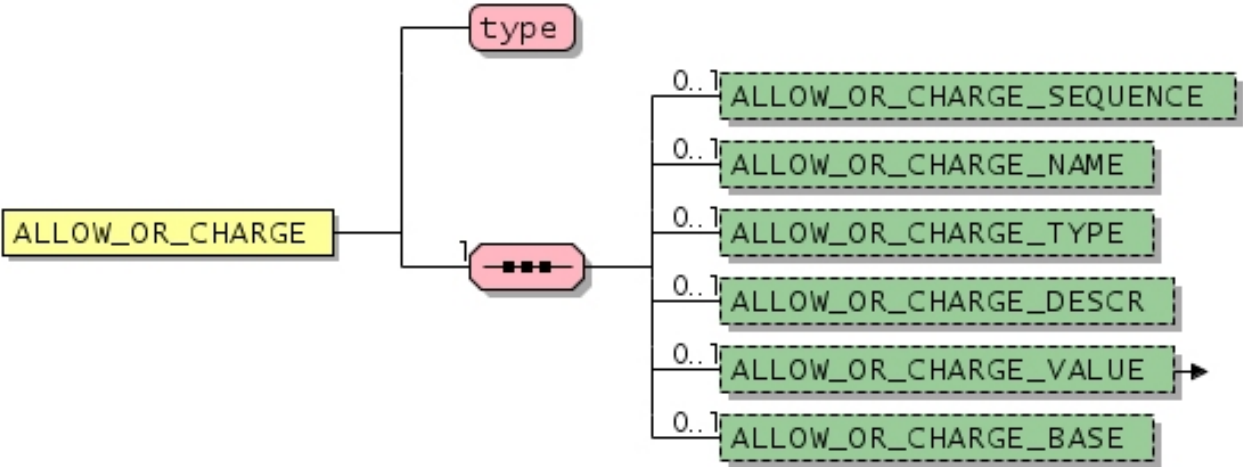 type
0..1
ALLOW_OR_CHARGE_SEQUENCE
0..1
ALLOW_OR_CHARGE_NAME
ALLOW_OR_CHARGE
0..1
ALLOW_OR_CHARGE_TYPE
1
0..1
ALLOW_OR_CHARGE_DESCR
0..1
ALLOW_OR_CHARGE_VALUE
0..1
ALLOW_OR_CHARGE_BASE